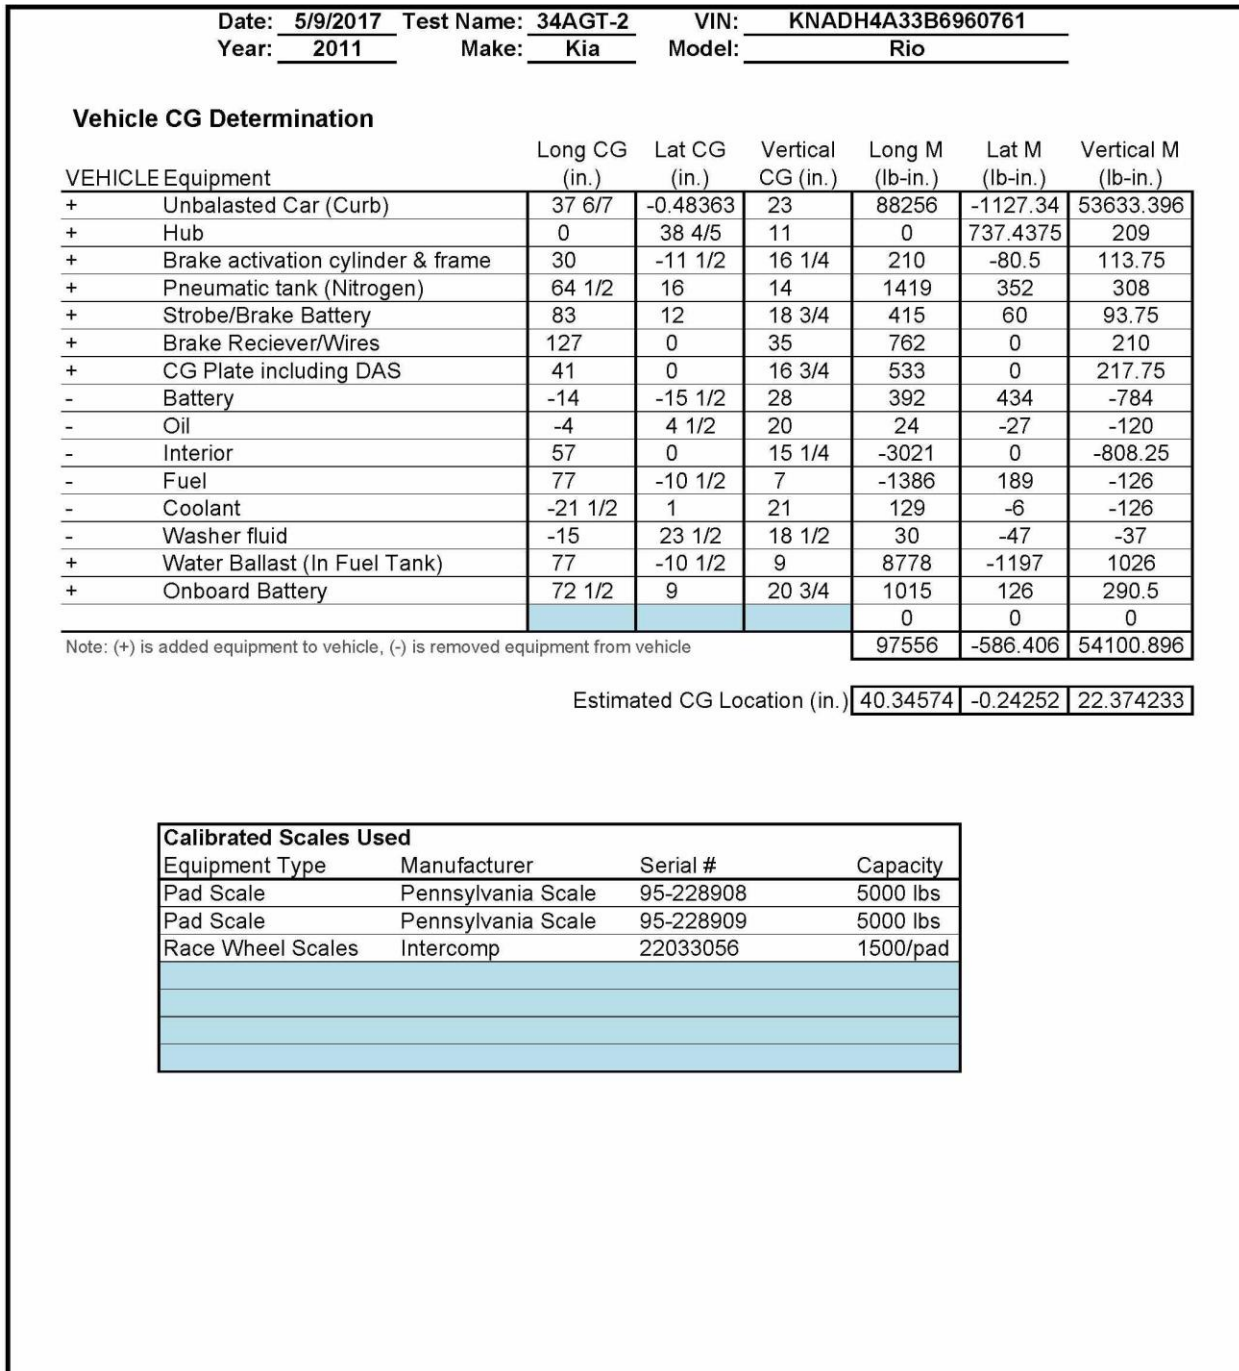 Date: 5/9/2017 Test Name: 34AGT-2 VIN: KNADH4A33B6960761
Year: 2011 Make: Kia Model: Rio
Vehicle CG Determination
Long CG Lat CG Vertical Long M Lat M Vertical M
VEHICLE Equipment (in.) (in.) CG (in.) (lb-in.) (lb-in.) (lb-in.)
+ Unbalasted Car (Curb) 37 6/7 -0.48363 23 88256 -1127.34 53633.396
+ Hub 0 38 4/5 11 0 737.4375 209
+ Brake activation cylinder & frame 30 -11 1/2 16 1/4 210 -80.5 113.75
+ Pneumatic tank (Nitrogen) 64 1/2 16 14 1419 352 308
+ Strobe/Brake Battery 83 12 18 3/4 415 60 93.75
+ Brake Reciever/Wires 127 0 35 762 0 210
+ CG Plate including DAS 41 0 16 3/4 533 0 217.75
- Battery -14 -15 1/2 28 392 434 -784
- Oil -4 4 1/2 20 24 -27 -120
- Interior 57 0 15 1/4 -3021 0 -808.25
- Fuel 77 -10 1/2 7 -1386 189 -126
- Coolant -21 1/2 1 21 129 -6 -126
- Washer fluid -15 23 1/2 18 1/2 30 -47 -37
+ Water Ballast (In Fuel Tank) 77 -10 1/2 9 8778 -1197 1026
+ Onboard Battery 72 1/2 9 20 3/4 1015 126 290.5
0 0 0
Note: (+) is added equipment to vehicle, (-) is removed equipment from vehicle 97556 -586.406 54100.896
Estimated CG Location (in.) 40.34574 -0.24252 22.374233
Calibrated Scales Used
Equipment Type Manufacturer Serial # Capacity
Pad Scale Pennsylvania Scale 95-228908 5000 lbs
Pad Scale Pennsylvania Scale 95-228909 5000 lbs
Race Wheel Scales Intercomp 22033056 1500/pad